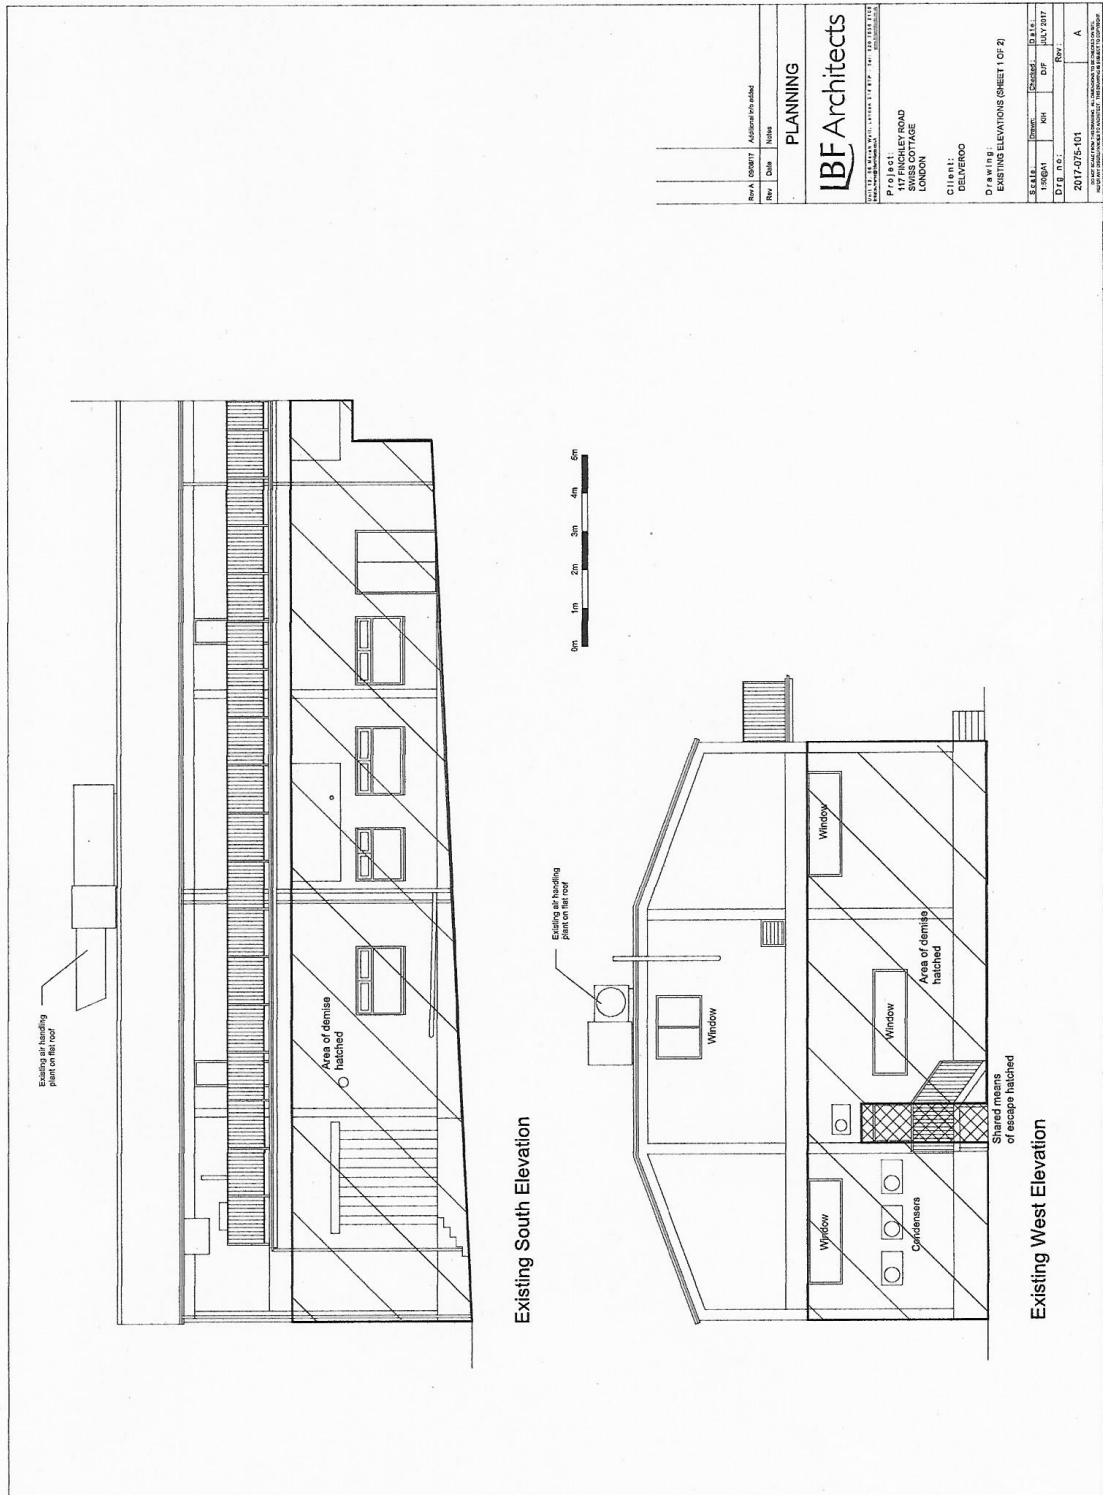 Existing air handling
plant on flat roof
Area of demise
hatched
Existing South Elevation
0m 1m 2m 3m 4m 5m
Existing air handling
plant on flat roof
Window
Window
Window
Window
Condensers
Area of demise
hatched
Shared means
of escape hatched
Existing West Elevation
Rev A 09/08/17 Additional info added
Rev Date Notes
PLANNING
LBF Architects
Project:
117 FINCHLEY ROAD
SWISS COTTAGE
LONDON
Client:
DELIVEROO
Drawing:
EXISTING ELEVATIONS (SHEET 1 OF 2)
Scale: Drawn: Checked: Date:
1:50@A1 KIH DJF JULY 2017
Drg no: Rev:
2017-075-101 A